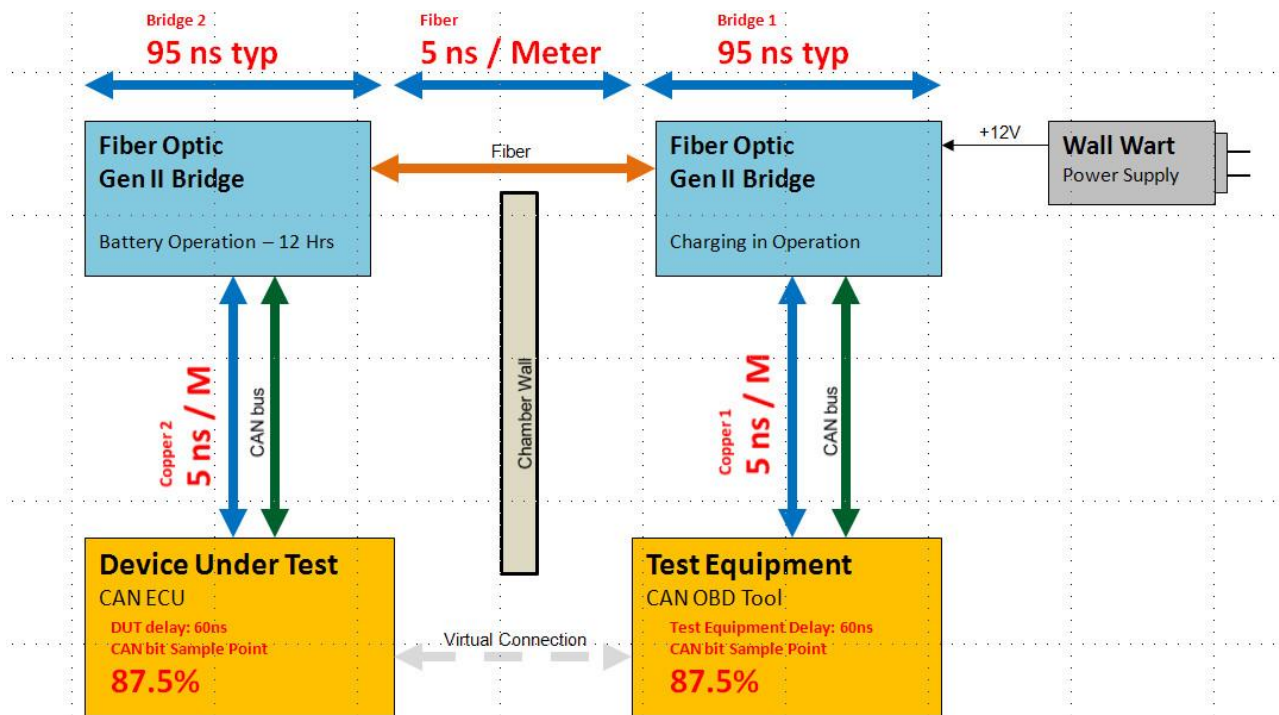 Bridge 2
95 ns typ
Fiber
5 ns / Meter
Bridge 1
95 ns typ
Fiber Optic
Gen II Bridge
Battery Operation – 12 Hrs
Fiber
Fiber Optic
Gen II Bridge
Charging in Operation
+12V
Wall Wart
Power Supply
Copper 2
5 ns / M
CAN bus
Chamber Wall
Copper 1
5 ns / M
CAN bus
Device Under Test
CAN ECU
DUT delay: 60ns
CAN bit Sample Point
87.5%
Virtual Connection
Test Equipment
CAN OBD Tool
Test Equipment Delay: 60ns
CAN bit Sample Point
87.5%